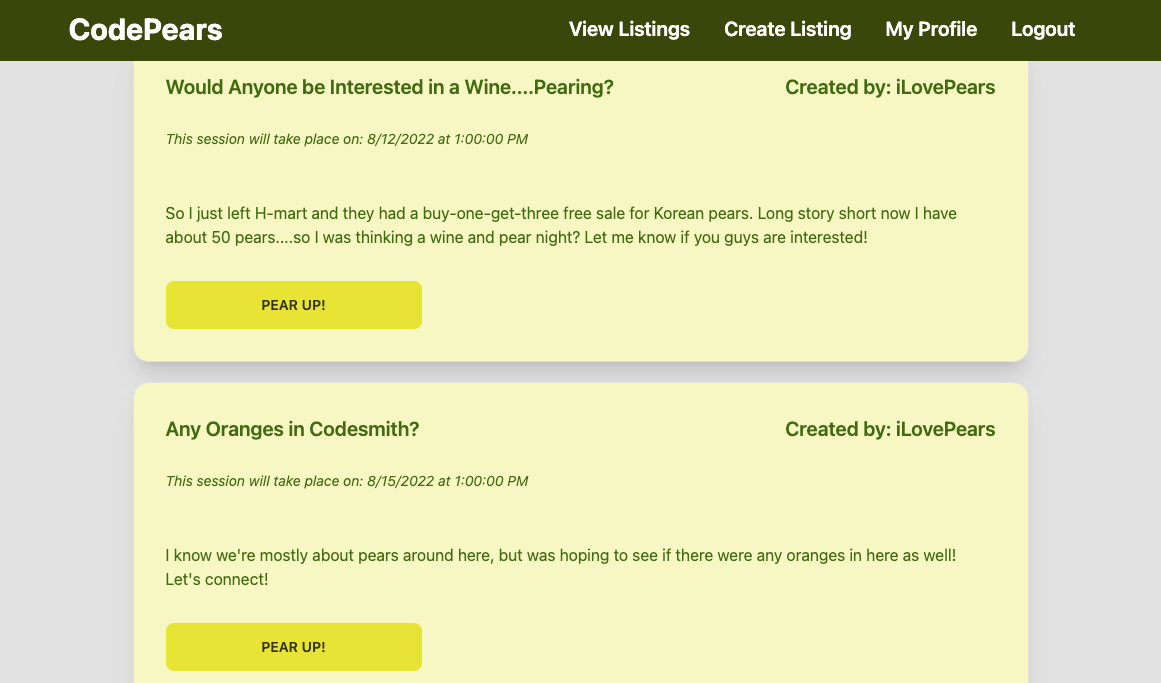 CodePears View Listings Create Listing My Profile Logout
Would Anyone be Interested in a Wine....Pearing? Created by: iLovePears
This session will take place on: 8/12/2022 at 1:00:00 PM
So I just left H-mart and they had a buy-one-get-three free sale for Korean pears. Long story short now I have
about 50 pears....so I was thinking a wine and pear night? Let me know if you guys are interested!
PEAR UP!
Any Oranges in Codesmith? Created by: iLovePears
This session will take place on: 8/15/2022 at 1:00:00 PM
I know we're mostly about pears around here, but was hoping to see if there were any oranges in here as well!
Let's connect!
PEAR UP!